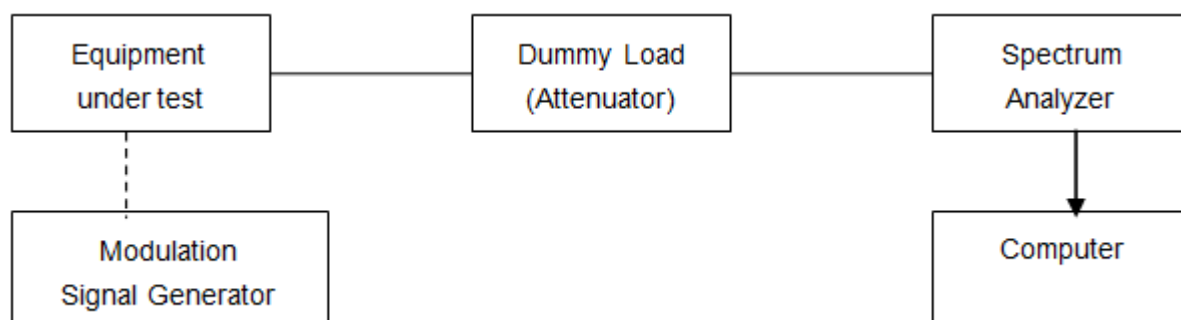 Equipment
under test
Dummy Load
(Attenuator)
Spectrum
Analyzer
Modulation
Signal Generator
Computer